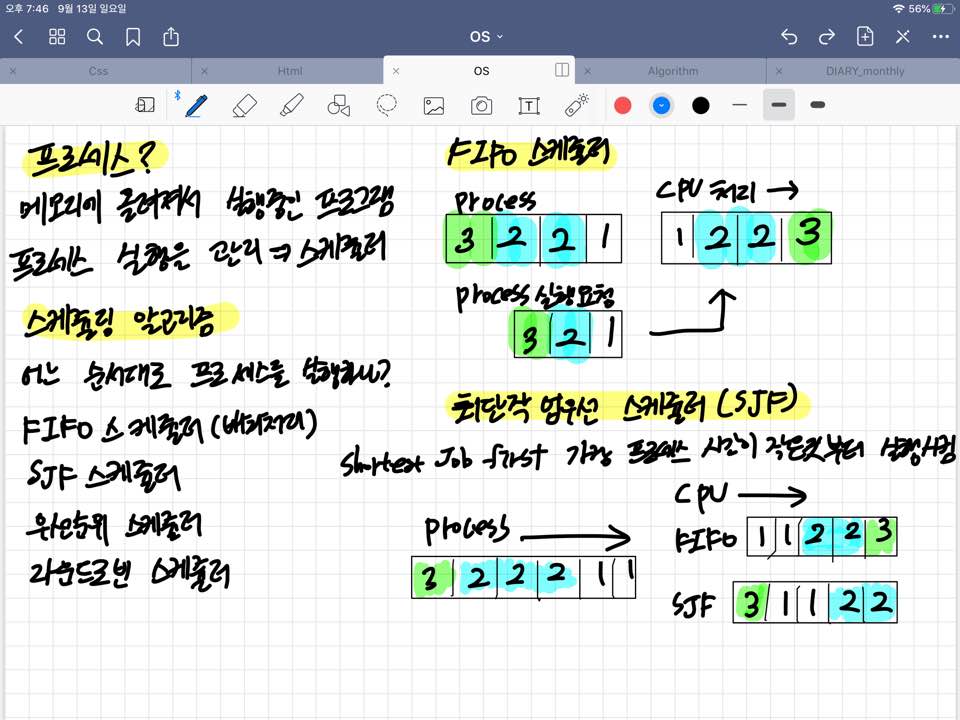 오후 7:46 9월 13일 일요일
56%
OS
Css
Html
OS
Algorithm
DIARY_monthly
프로세스?
메모리에 올려져서 실행중인 프로그램
프로세스 실행을 관리 ⇒ 스케줄러
스케줄링 알고리즘
어느 순서대로 프로세스를 실행하나?
FIFO 스케줄러(배치처리)
SJF 스케줄러
우선순위 스케줄러
라운드로빈 스케줄러
FIFO 스케줄러
process
3 2 2 1
CPU 처리 →
1 2 2 3
process 실행요청
3 2 1
최단작업우선 스케줄러(SJF)
shortest Job first 가장 프로세스 시간이 작은것부터 실행시킴
process
3 2 2 2 1 1
CPU
FIFO 1 1 2 2 3
SJF 3 1 1 2 2